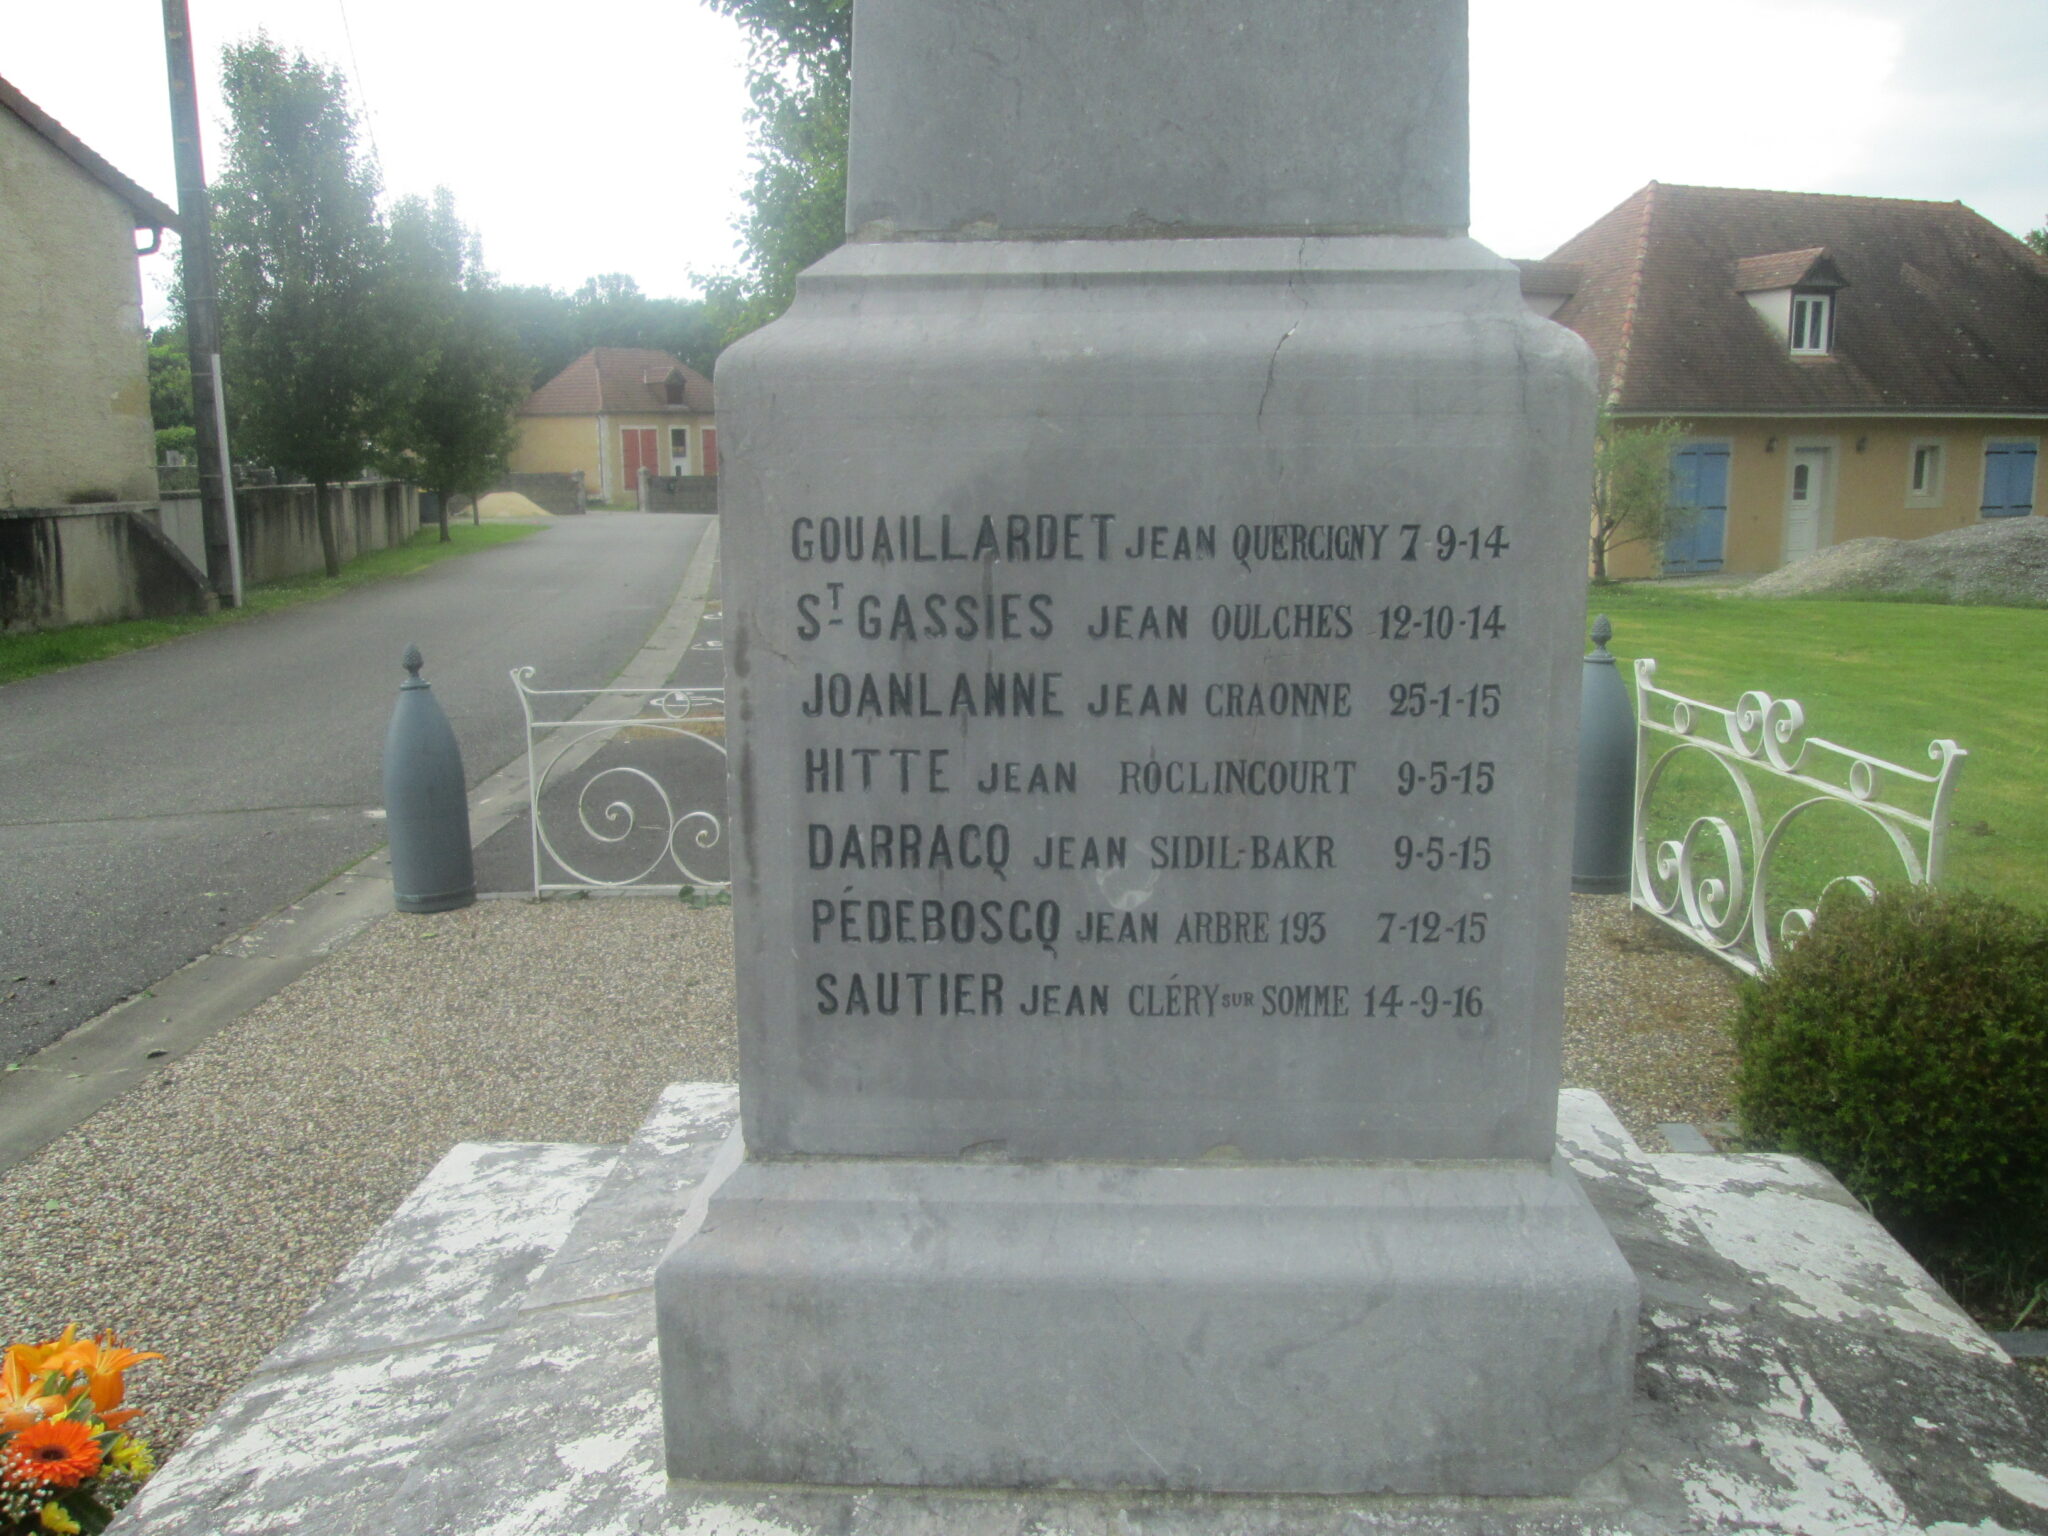 GOUAILLARDET JEAN QUERCIGNY 7-9-14
ST GASSIES JEAN OULCHES 12-10-14
JOANLANNE JEAN CRAONNE 25-1-15
HITTE JEAN ROCLINCOURT 9-5-15
DARRACQ JEAN SIDIL-BAKR 9-5-15
PÉDEBOSCQ JEAN ARBRE 193 7-12-15
SAUTIER JEAN CLÉRY SUR SOMME 14-9-16